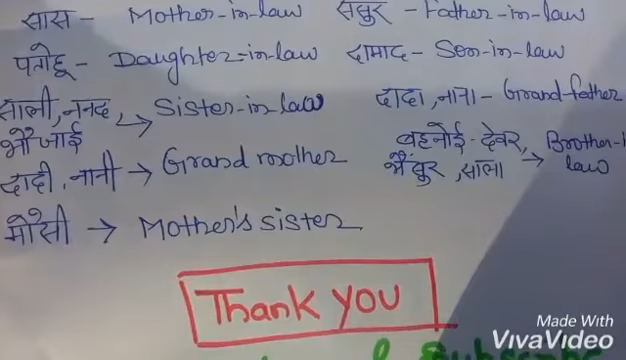 सास - Mother-in-law ससुर - Father-in-law
पतोहू - Daughter-in-law दामाद - Son-in-law
साली, ननद, भौजाई → Sister-in-law
दादा, नाना - Grand father
बहनोई - देवर,
भैंसुर, साला → Brother-
law
दादी, नानी → Grand mother
मौसी → Mother's sister
Thank you
Made With
VivaVideo